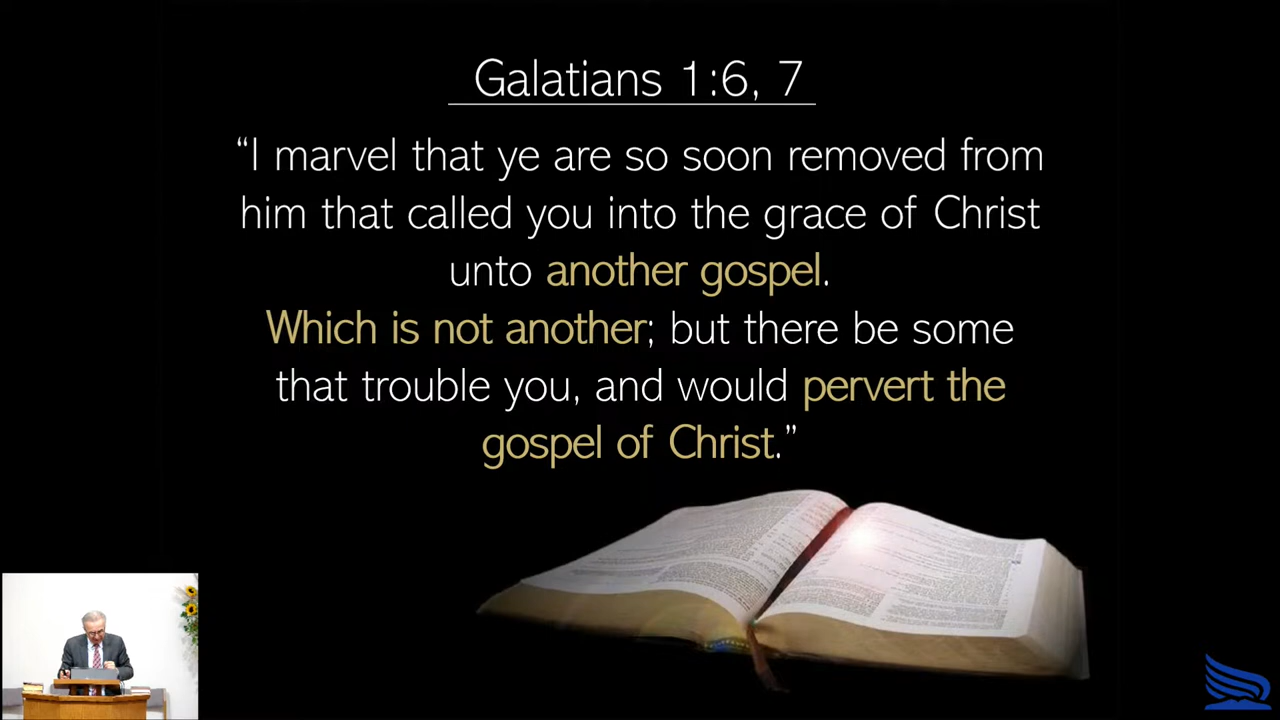 Galatians 1:6, 7
“I marvel that ye are so soon removed from
him that called you into the grace of Christ
unto another gospel.
Which is not another; but there be some
that trouble you, and would pervert the
gospel of Christ.”